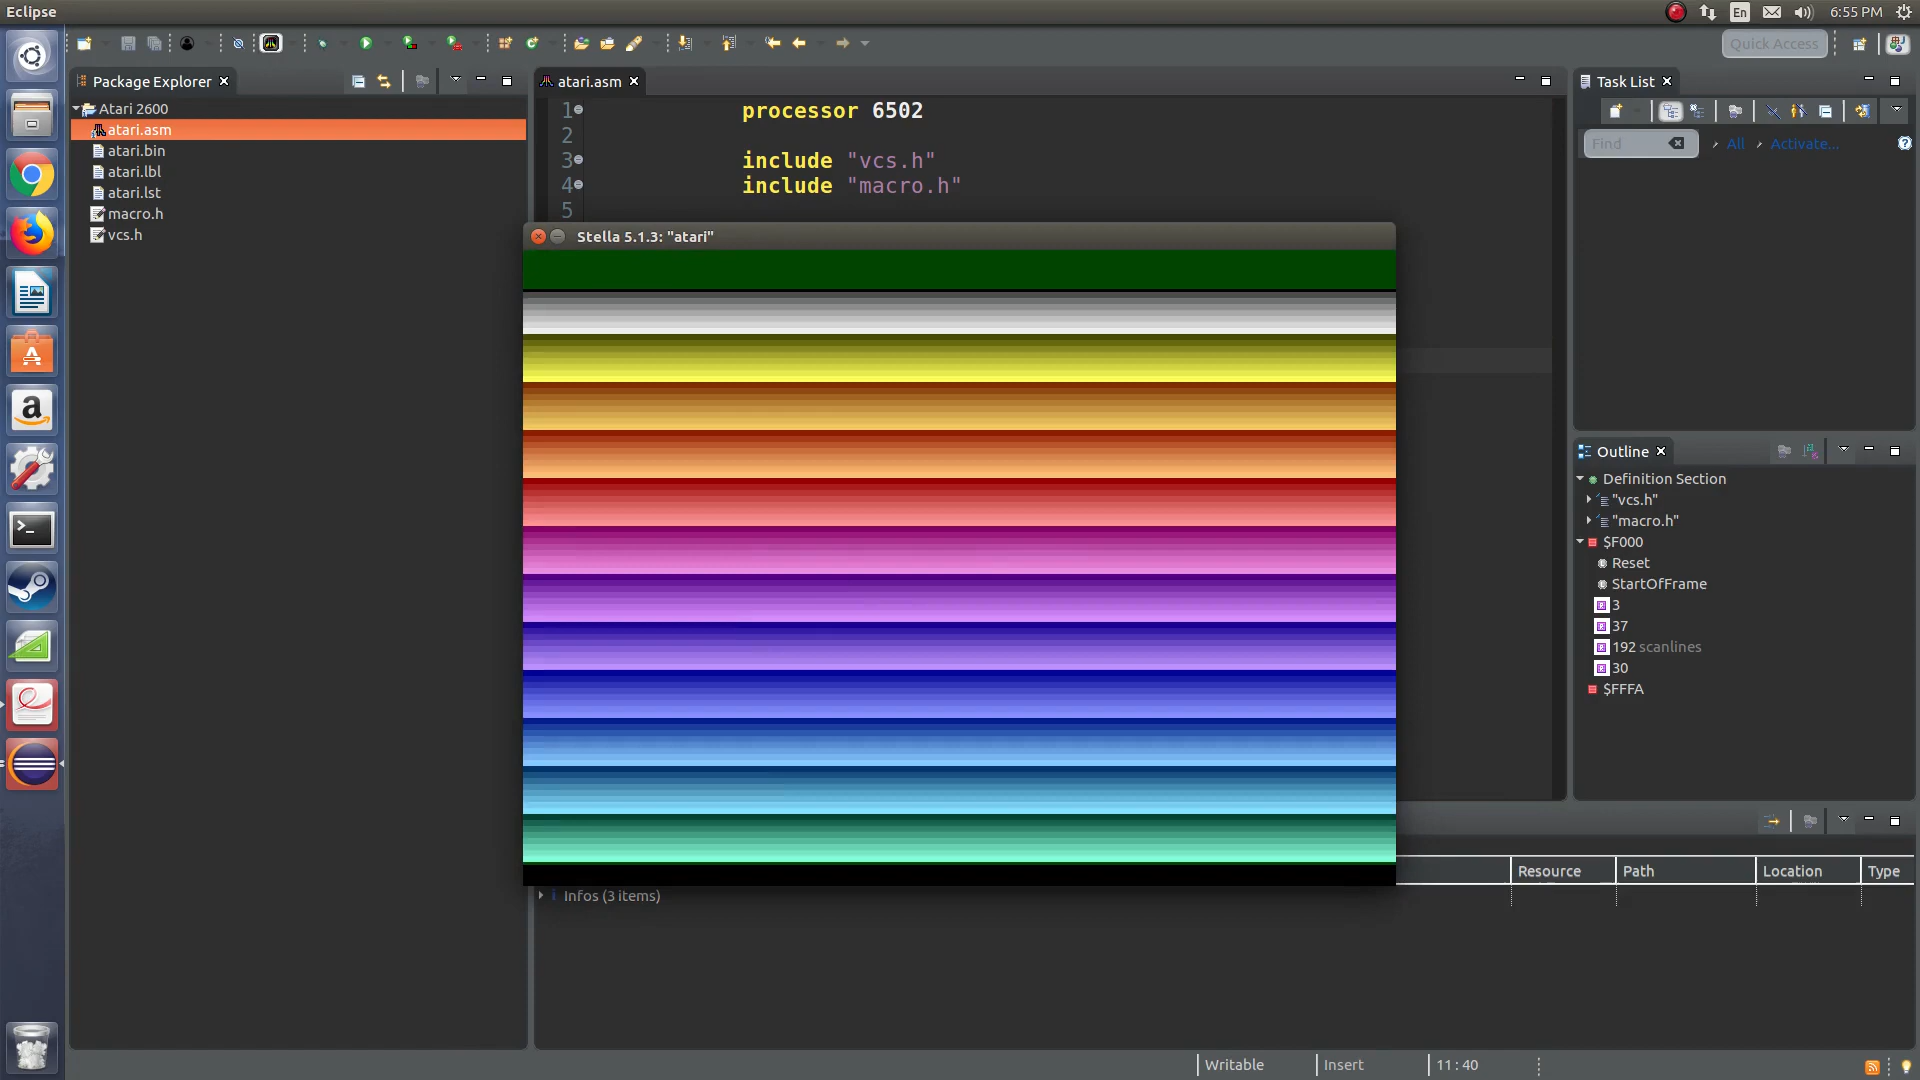 Eclipse
En
6:55 PM
Quick Access
Package Explorer
atari.asm
Task List
Atari 2600
atari.asm
atari.bin
atari.lbl
atari.lst
macro.h
vcs.h
1 processor 6502
2
3 include "vcs.h"
4 include "macro.h"
5
Find
All
Activate...
Stella 5.1.3: "atari"
Outline
Definition Section
"vcs.h"
"macro.h"
$F000
Reset
StartOfFrame
3
37
192 scanlines
30
$FFFA
Resource
Path
Location
Type
Infos (3 items)
Writable
Insert
11 : 40